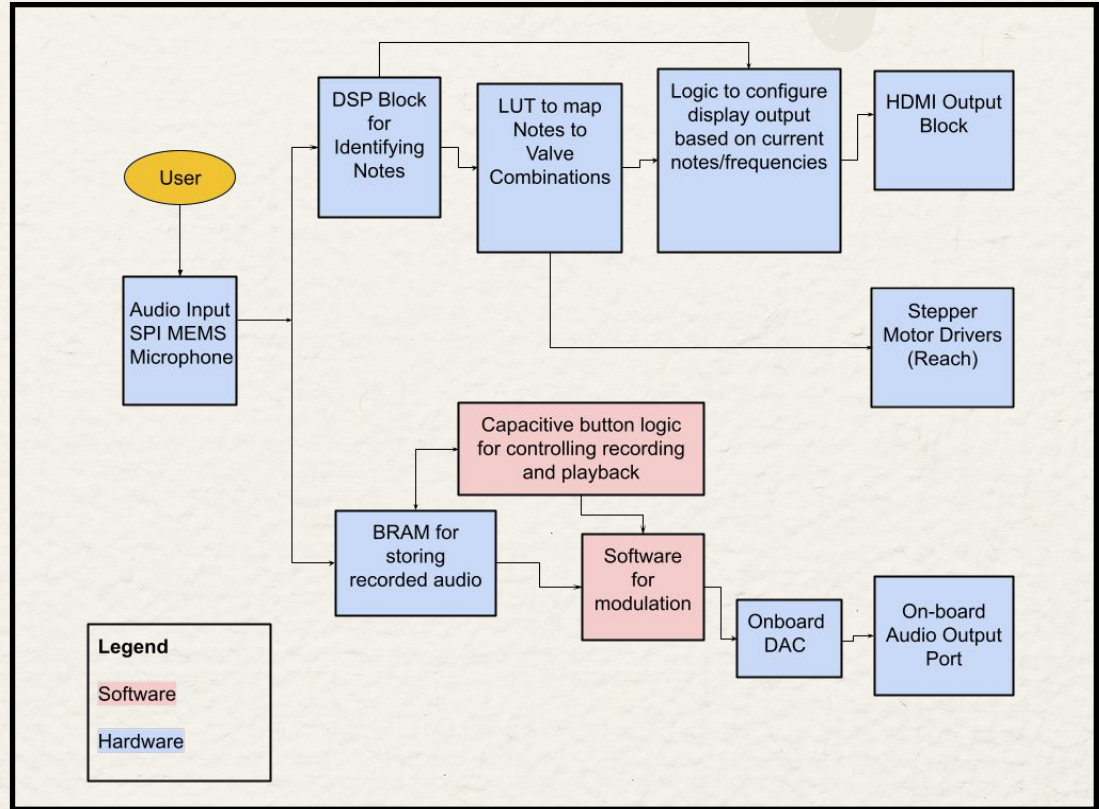 DSP Block
for
Identifying
Notes
LUT to map
Notes to
Valve
Combinations
Logic to configure
display output
based on current
notes/frequencies
HDMI Output
Block
User
Audio Input
SPI MEMS
Microphone
Stepper
Motor Drivers
(Reach)
Capacitive button logic
for controlling recording
and playback
BRAM for
storing
recorded audio
Software
for
modulation
Onboard
DAC
On-board
Audio Output
Port
Legend
Software
Hardware